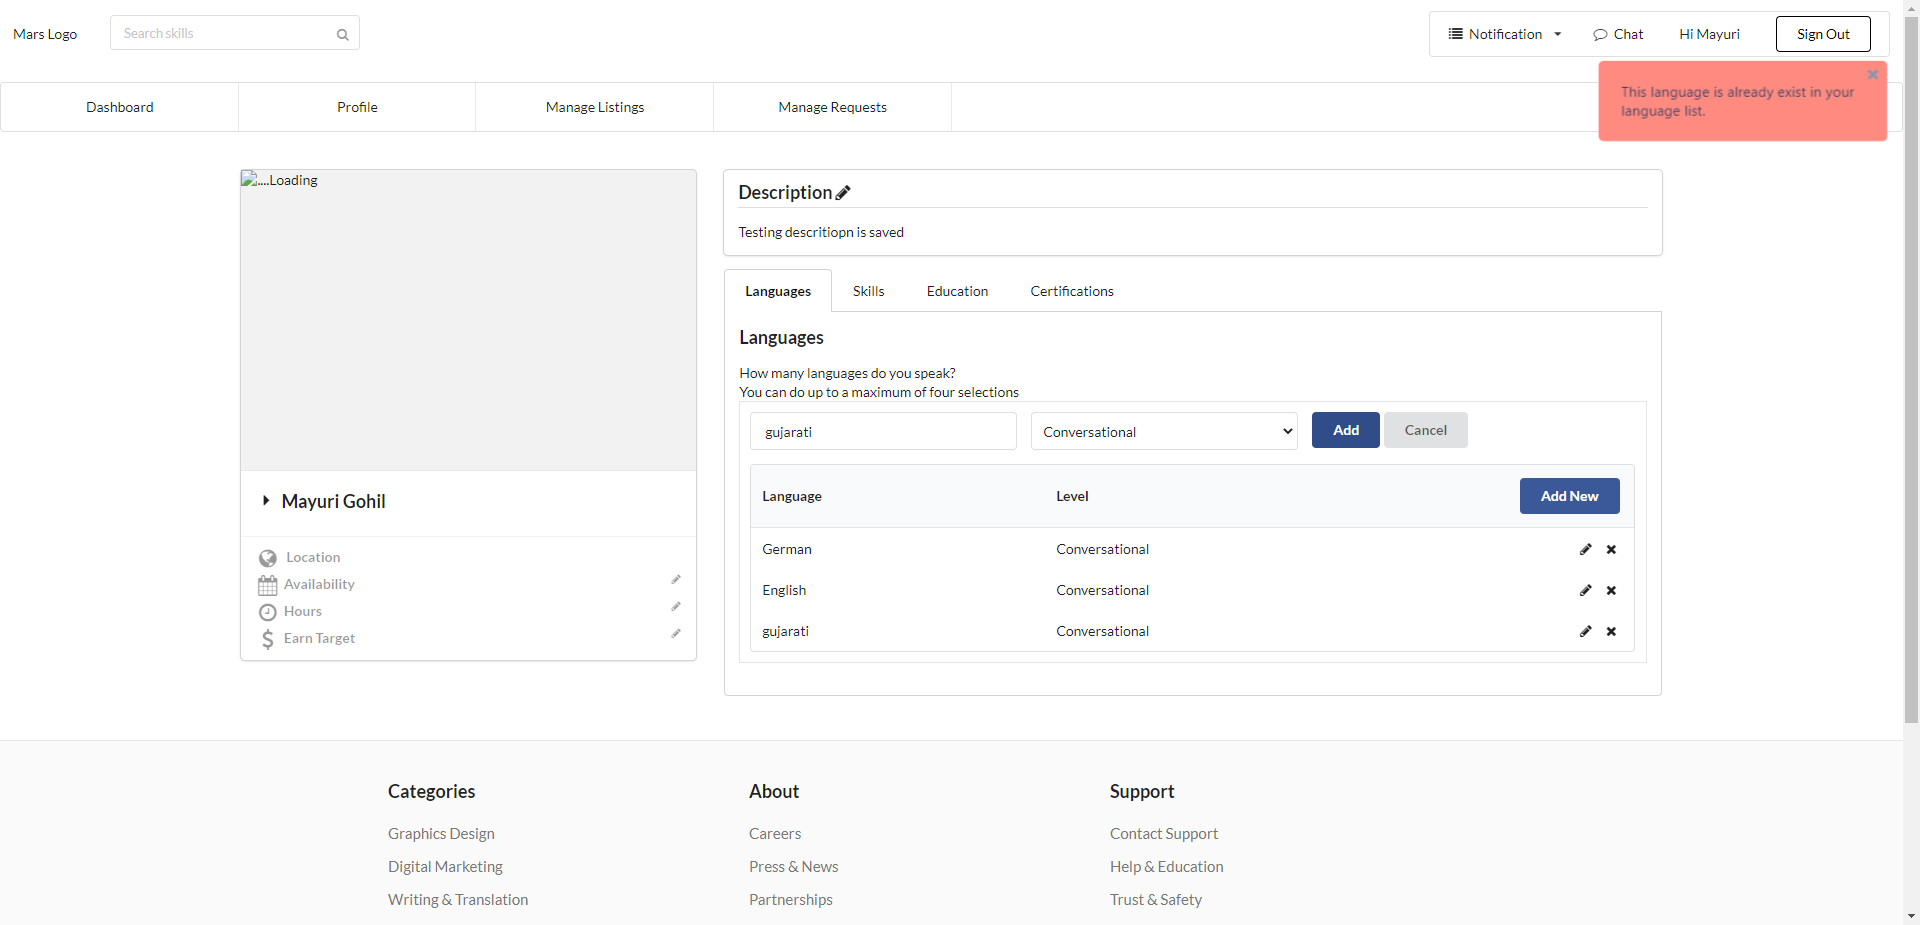 Mars Logo
Search skills
Notification
Chat
Hi Mayuri
Sign Out
This language is already exist in your
language list.
Dashboard
Profile
Manage Listings
Manage Requests
....Loading
Mayuri Gohil
Location
Availability
Hours
Earn Target
Description
Testing descritiopn is saved
Languages
Skills
Education
Certifications
Languages
How many languages do you speak?
You can do up to a maximum of four selections
gujarati
Conversational
Add
Cancel
Language
Level
Add New
German
Conversational
English
Conversational
gujarati
Conversational
Categories
Graphics Design
Digital Marketing
Writing & Translation
About
Careers
Press & News
Partnerships
Support
Contact Support
Help & Education
Trust & Safety